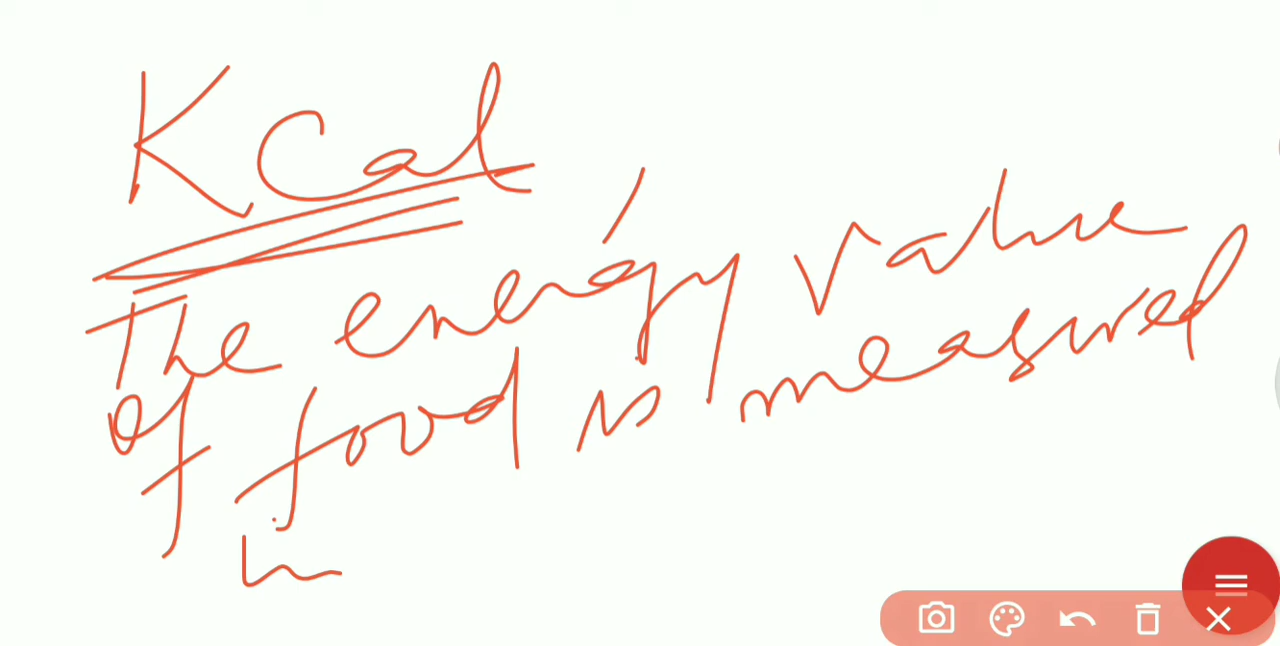 KCal
The energy value
of food is measured
in